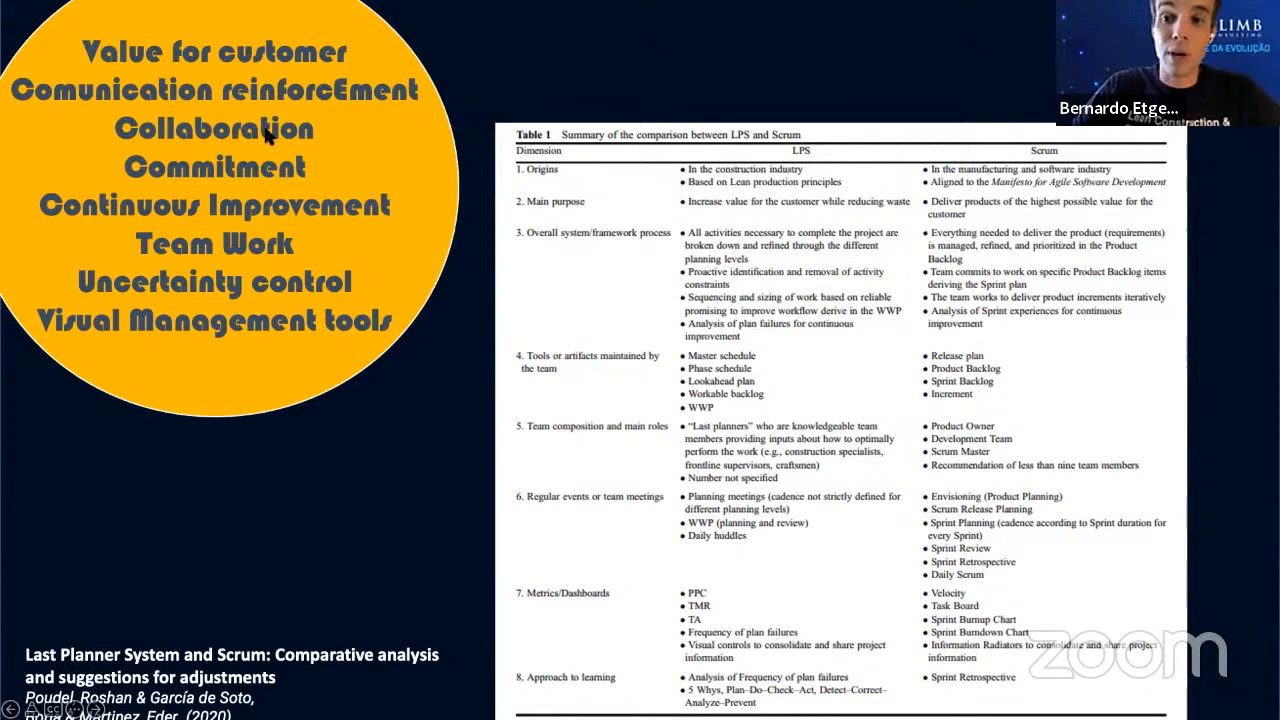 Value for customer
Comunication reinforcEment
Collaboration
Commitment
Continuous Improvement
Team Work
Uncertainty control
Visual Management tools
LIMB
E DA EVOLUÇÃO
Bernardo Etge...
Lean Construction &
Table 1 Summary of the comparison between LPS and Scrum
Dimension LPS Scrum
1. Origins
• In the construction industry
• Based on Lean production principles
• In the manufacturing and software industry
• Aligned to the Manifesto for Agile Software Development
2. Main purpose
• Increase value for the customer while reducing waste
• Deliver products of the highest possible value for the
customer
3. Overall system/framework process
• All activities necessary to complete the project are
broken down and refined through the different
planning levels
• Proactive identification and removal of activity
constraints
• Sequencing and sizing of work based on reliable
promising to improve workflow derive in the WWP
• Analysis of plan failures for continuous
improvement
• Everything needed to deliver the product (requirements)
is managed, refined, and prioritized in the Product
Backlog
• Team commits to work on specific Product Backlog items
deriving the Sprint plan
• The team works to deliver product increments iteratively
• Analysis of Sprint experiences for continuous
improvement
4. Tools or artifacts maintained by
the team
• Master schedule
• Phase schedule
• Lookahead plan
• Workable backlog
• WWP
• Release plan
• Product Backlog
• Sprint Backlog
• Increment
5. Team composition and main roles
• “Last planners” who are knowledgeable team
members providing inputs about how to optimally
perform the work (e.g., construction specialists,
frontline supervisors, craftsmen)
• Number not specified
• Product Owner
• Development Team
• Scrum Master
• Recommendation of less than nine team members
6. Regular events or team meetings
• Planning meetings (cadence not strictly defined for
different planning levels)
• WWP (planning and review)
• Daily huddles
• Envisioning (Product Planning)
• Scrum Release Planning
• Sprint Planning (cadence according to Sprint duration for
every Sprint)
• Sprint Review
• Sprint Retrospective
• Daily Scrum
7. Metrics/Dashboards
• PPC
• TMR
• TA
• Frequency of plan failures
• Visual controls to consolidate and share project
information
• Velocity
• Task Board
• Sprint Burnup Chart
• Sprint Burndown Chart
• Information Radiators to consolidate and share project
information
8. Approach to learning
• Analysis of Frequency of plan failures
• 5 Whys, Plan–Do–Check–Act, Detect–Correct–
Analyze–Prevent
• Sprint Retrospective
zoom
Last Planner System and Scrum: Comparative analysis
and suggestions for adjustments
Poudel, Roshan & García de Soto,
& Martinez, Eder. (2020)